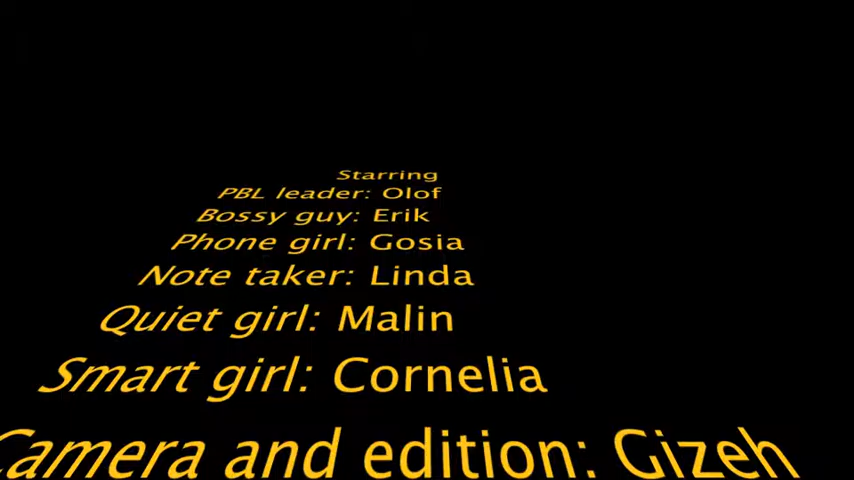 Starring
PBL leader: Olof
Bossy guy: Erik
Phone girl: Gosia
Note taker: Linda
Quiet girl: Malin
Smart girl: Cornelia
Camera and edition: Gizeh